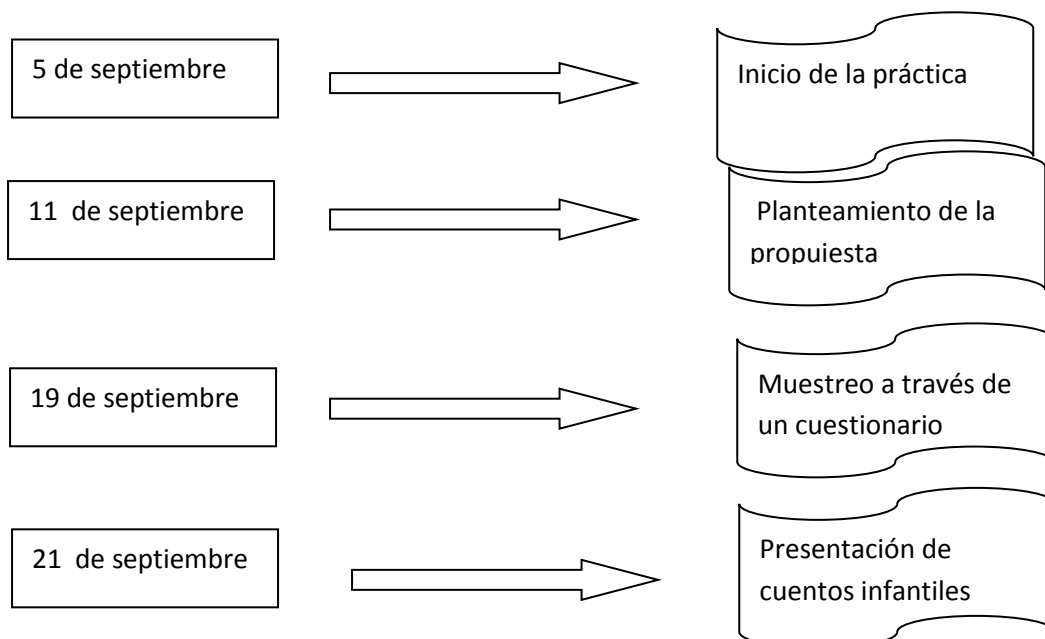 5 de septiembre
Inicio de la práctica
11 de septiembre
Planteamiento de la
propuiesta
19 de septiembre
Muestreo a través de
un cuestionario
21 de septiembre
Presentación de
cuentos infantiles